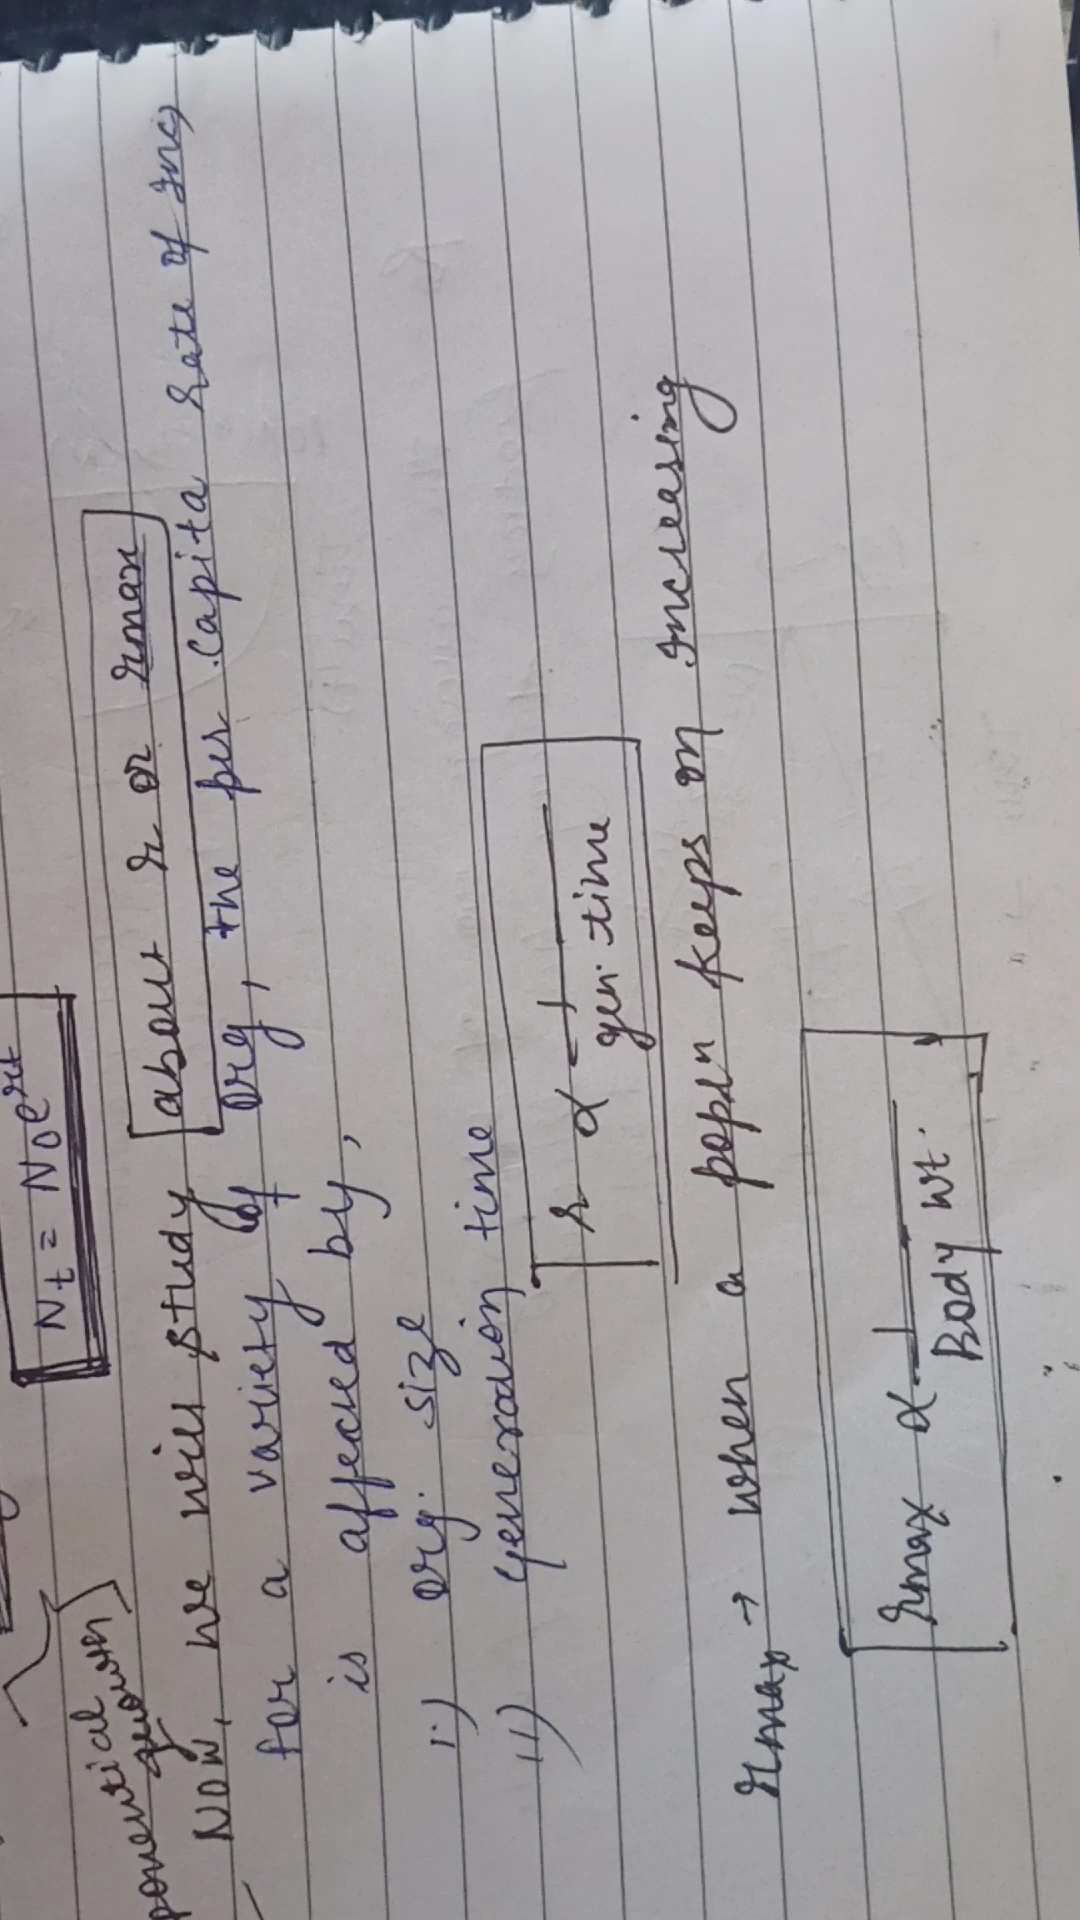 Nt = N0e^rt
ponential growth
Now, we will study about r or rmax
for a variety of org, the per capita rate of Inc
is affected by,
i) org. size
ii) Generation time
r ∝ 1 / gen. time
rmax → when a popln keeps on Increasing
rmax ∝ 1 / Body wt.